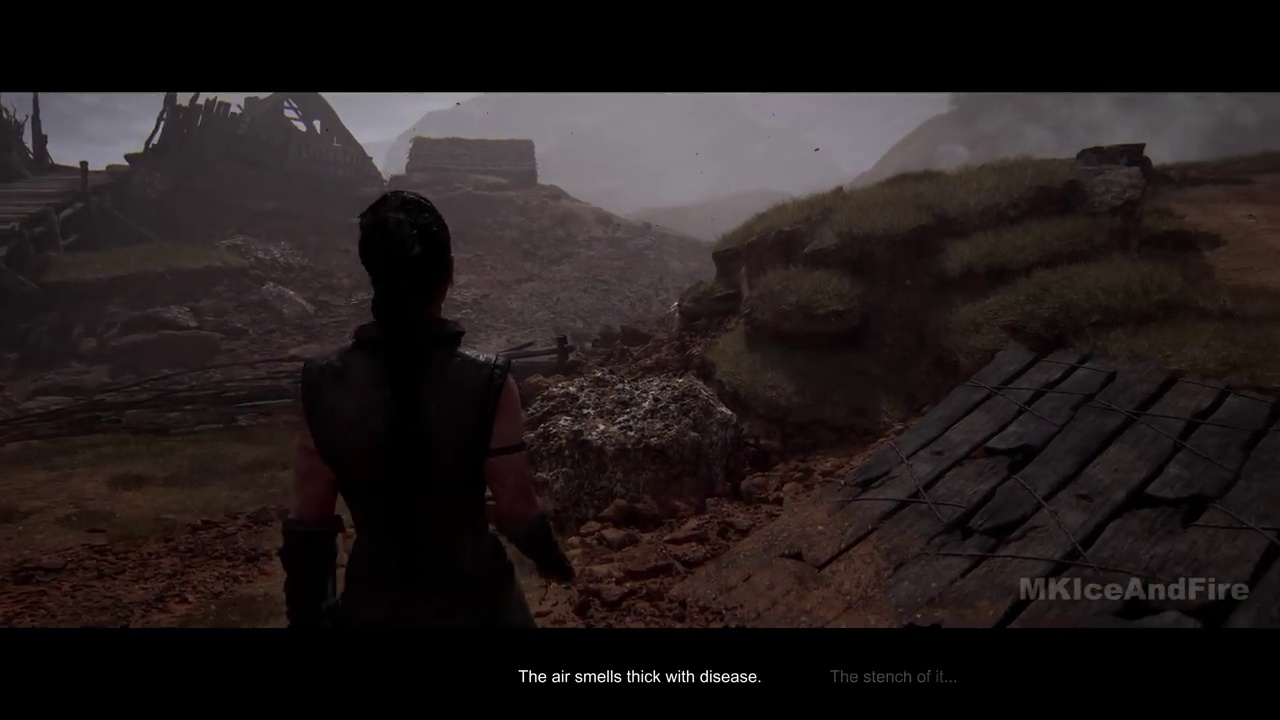 MKIceAndFire
The air smells thick with disease.
The stench of it...